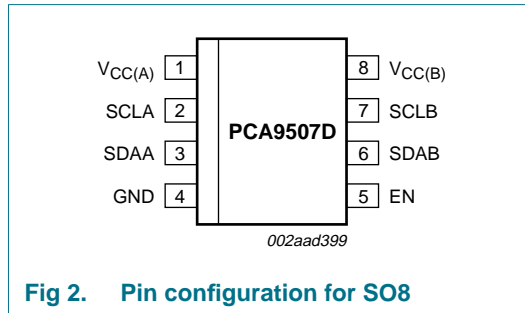 VCC(A) 1 8 VCC(B)
SCLA 2 7 SCLB
PCA9507D
SDAA 3 6 SDAB
GND 4 5 EN
002aad399
Fig 2. Pin configuration for SO8